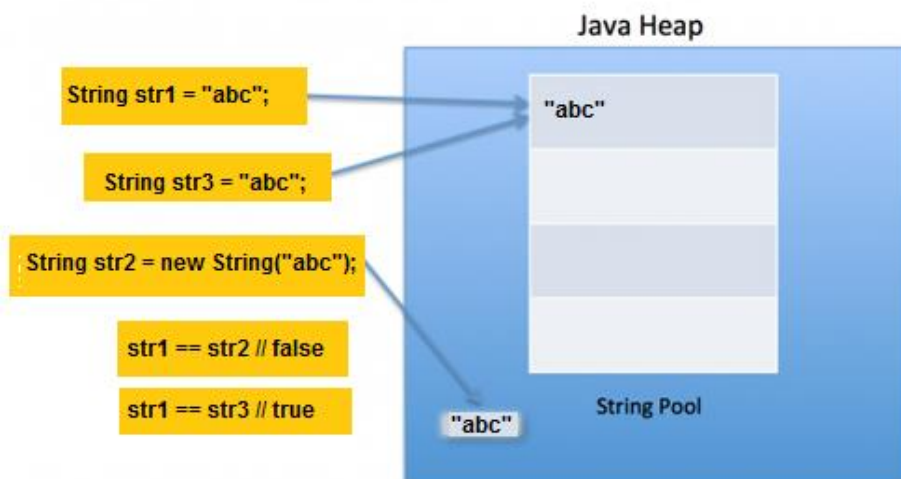 Java Heap
String str1 = "abc";
"abc"
String str3 = "abc";
String str2 = new String("abc");
str1 == str2 // false
str1 == str3 // true
String Pool
"abc"